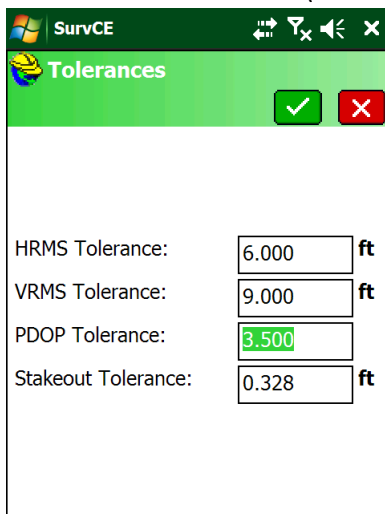 SurvCE
Tolerances
HRMS Tolerance: 6.000 ft
VRMS Tolerance: 9.000 ft
PDOP Tolerance: 3.500
Stakeout Tolerance: 0.328 ft